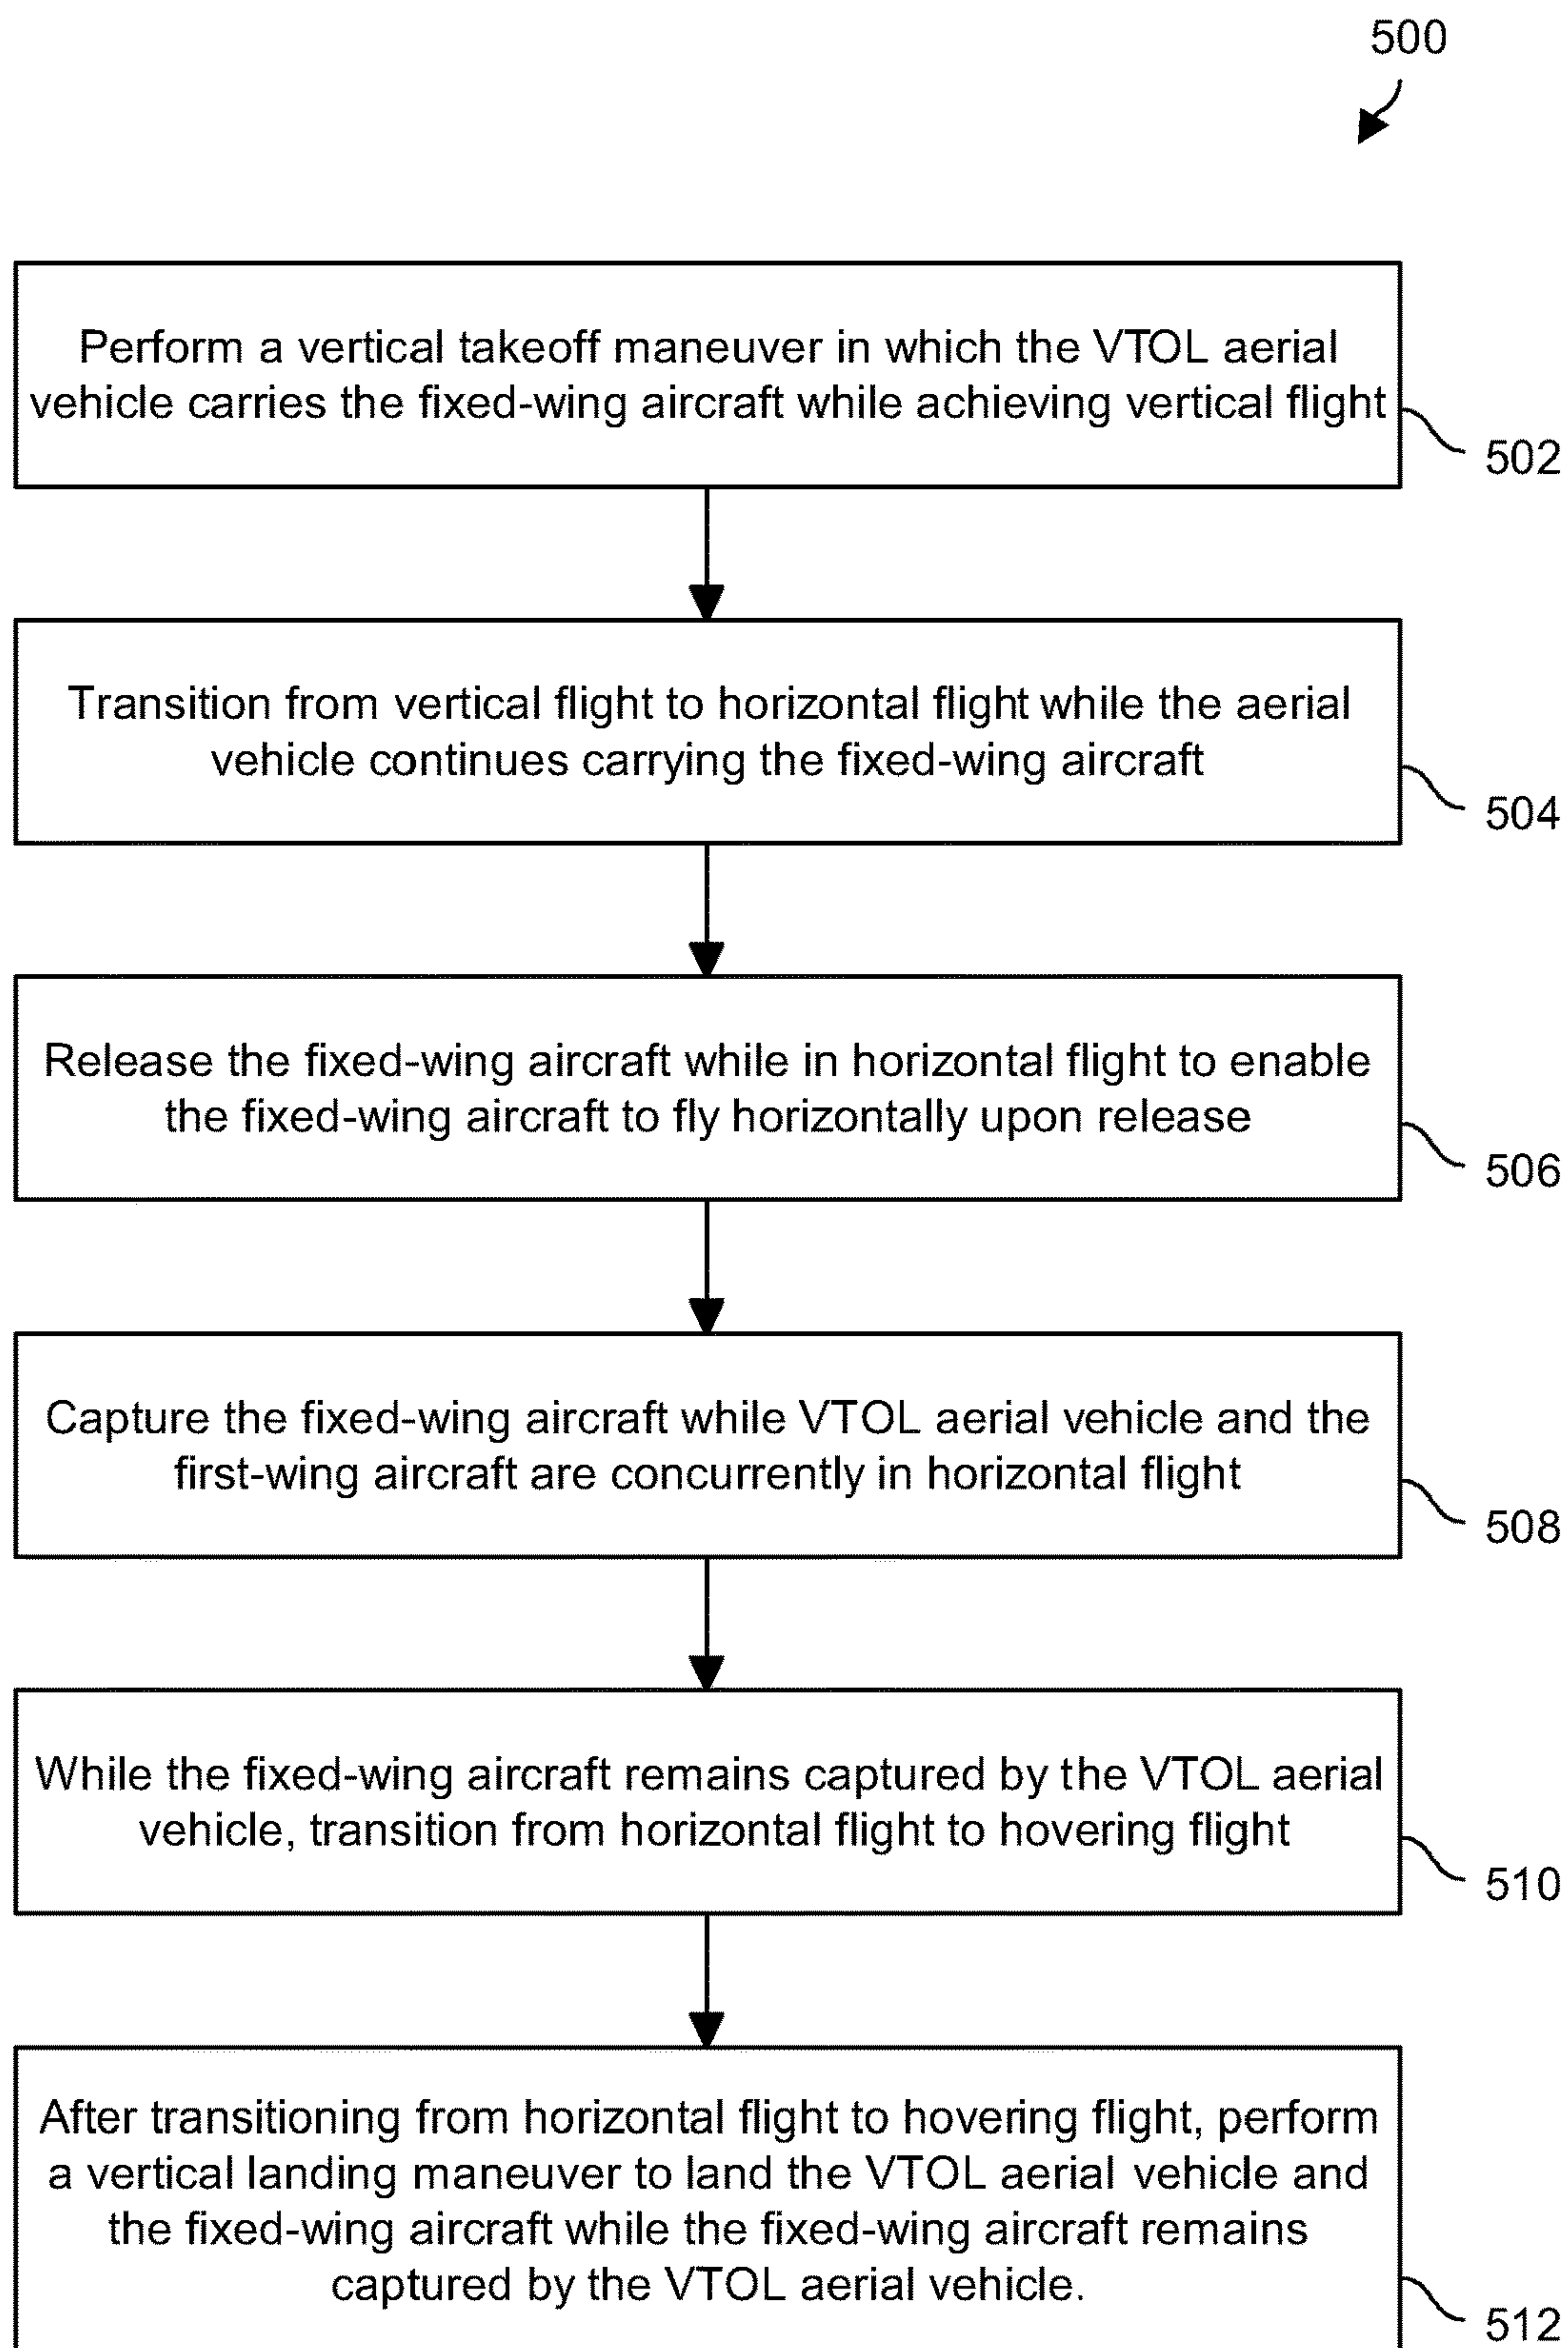 500
Perform a vertical takeoff maneuver in which the VTOL aerial
vehicle carries the fixed-wing aircraft while achieving vertical flight
502
Transition from vertical flight to horizontal flight while the aerial
vehicle continues carrying the fixed-wing aircraft
504
Release the fixed-wing aircraft while in horizontal flight to enable
the fixed-wing aircraft to fly horizontally upon release
506
Capture the fixed-wing aircraft while VTOL aerial vehicle and the
first-wing aircraft are concurrently in horizontal flight
508
While the fixed-wing aircraft remains captured by the VTOL aerial
vehicle, transition from horizontal flight to hovering flight
510
After transitioning from horizontal flight to hovering flight, perform
a vertical landing maneuver to land the VTOL aerial vehicle and
the fixed-wing aircraft while the fixed-wing aircraft remains
captured by the VTOL aerial vehicle.
512